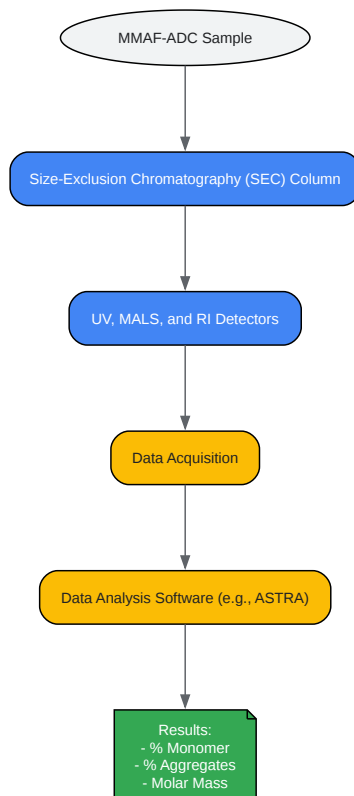 MMAF-ADC Sample
Size-Exclusion Chromatography (SEC) Column
UV, MALS, and RI Detectors
Data Acquisition
Data Analysis Software (e.g., ASTRA)
Results:
- % Monomer
- % Aggregates
- Molar Mass